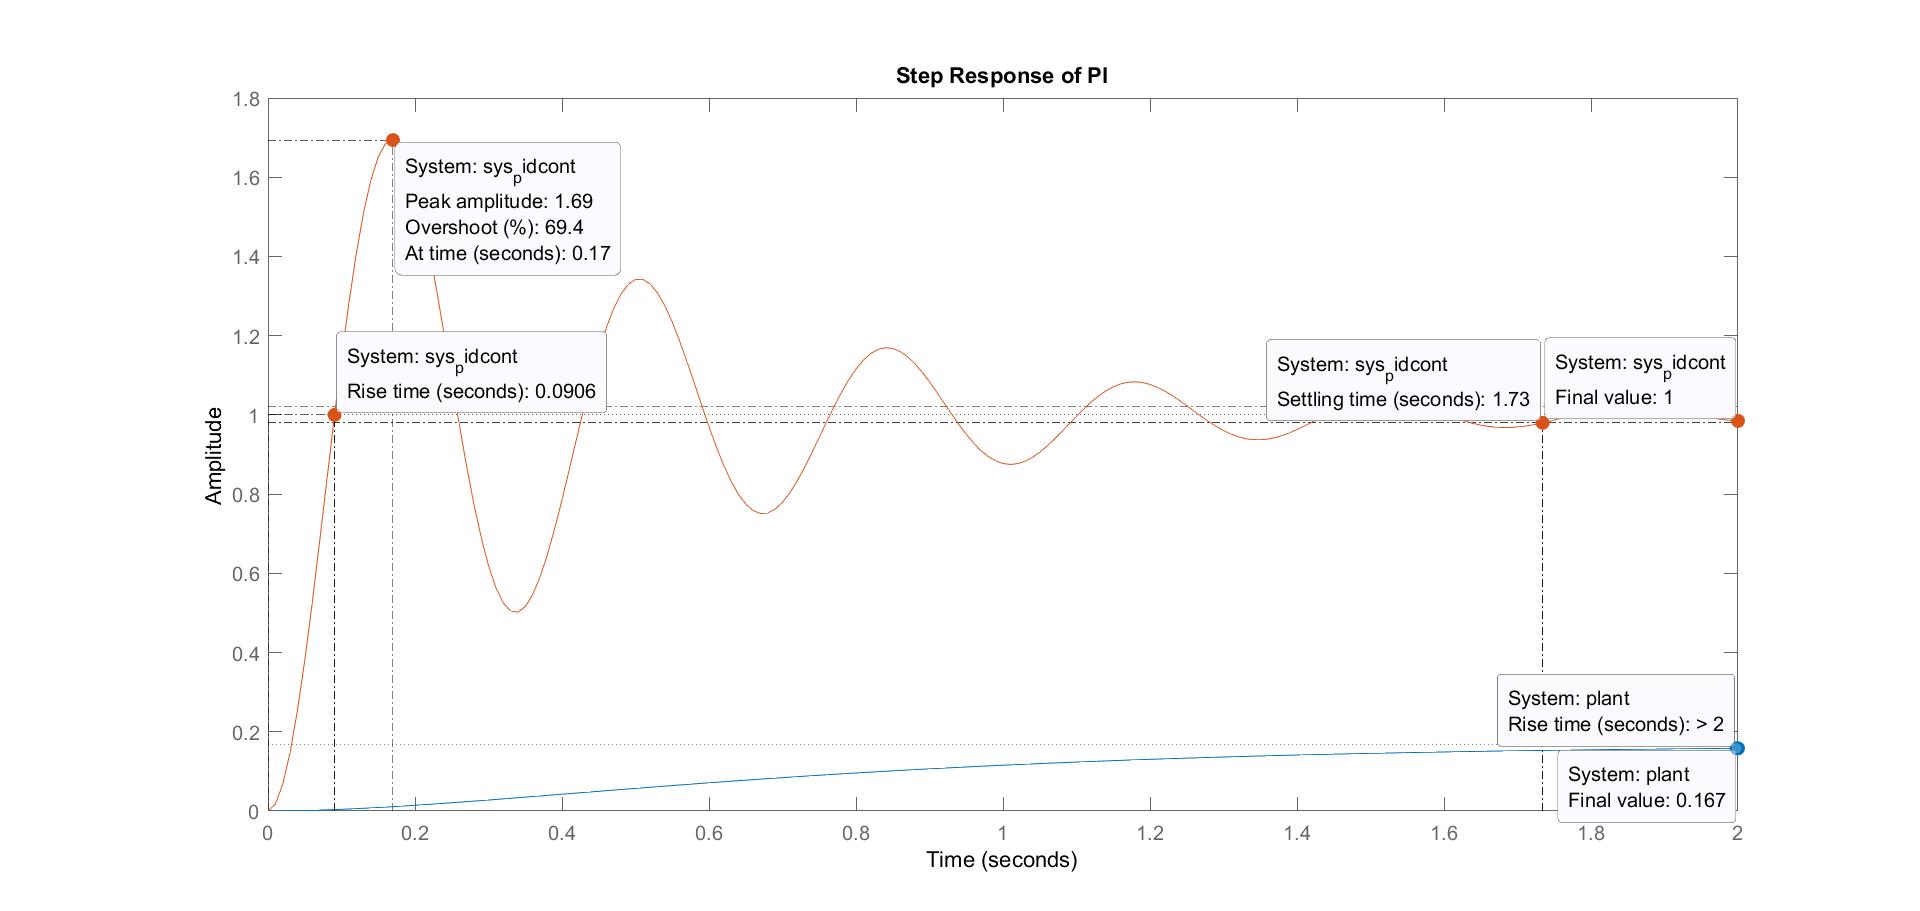 Step Response of PI
1.8
1.6
1.4
1.2
1
0.8
0.6
0.4
0.2
0
Amplitude
System: sys_pidcont
Peak amplitude: 1.69
Overshoot (%): 69.4
At time (seconds): 0.17
System: sys_pidcont
Rise time (seconds): 0.0906
System: sys_pidcont
Settling time (seconds): 1.73
System: sys_pidcont
Final value: 1
System: plant
Rise time (seconds): > 2
System: plant
Final value: 0.167
0 0.2 0.4 0.6 0.8 1 1.2 1.4 1.6 1.8 2
Time (seconds)